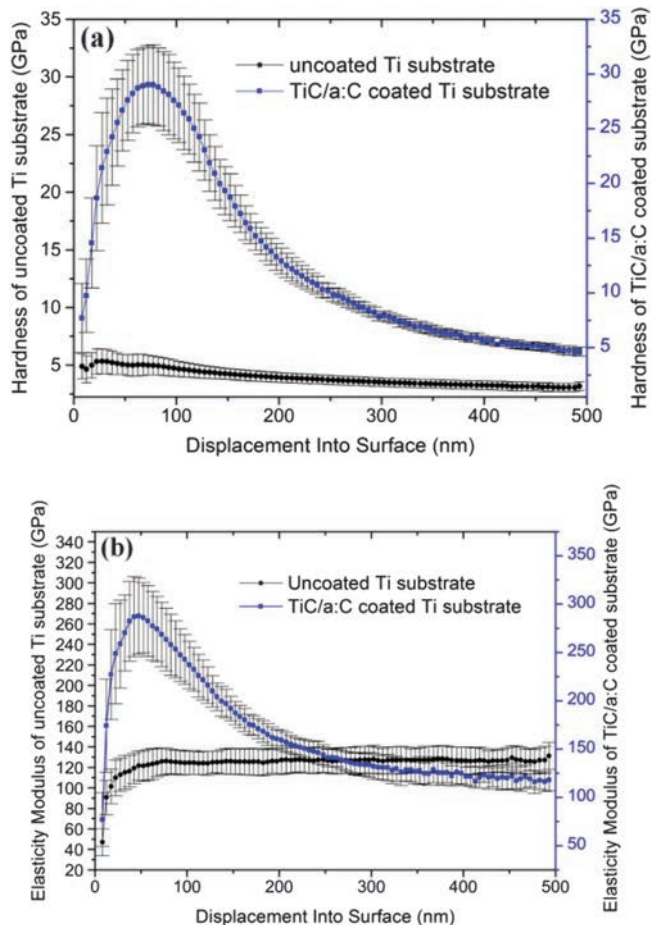 (a)
uncoated Ti substrate
TiC/a:C coated Ti substrate
Hardness of uncoated Ti substrate (GPa)
Hardness of TiC/a:C coated substrate (GPa)
35
30
25
20
15
10
5
35
30
25
20
15
10
5
0 100 200 300 400 500
Displacement Into Surface (nm)
(b)
Uncoated Ti substrate
TiC/a:C coated Ti substrate
Elasticity Modulus of uncoated Ti substrate (GPa)
Elasticity Modulus of TiC/a:C coated substrate (GPa)
340
320
300
280
260
240
220
200
180
160
140
120
100
80
60
40
20
350
300
250
200
150
100
50
0 100 200 300 400 500
Displacement Into Surface (nm)